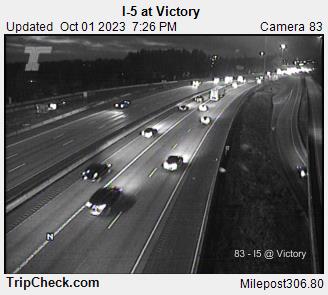 I-5 at Victory
Updated Oct 01 2023 7:26 PM Camera 83
T
N
83 - I5 @ Victory
TripCheck.com Milepost306.80